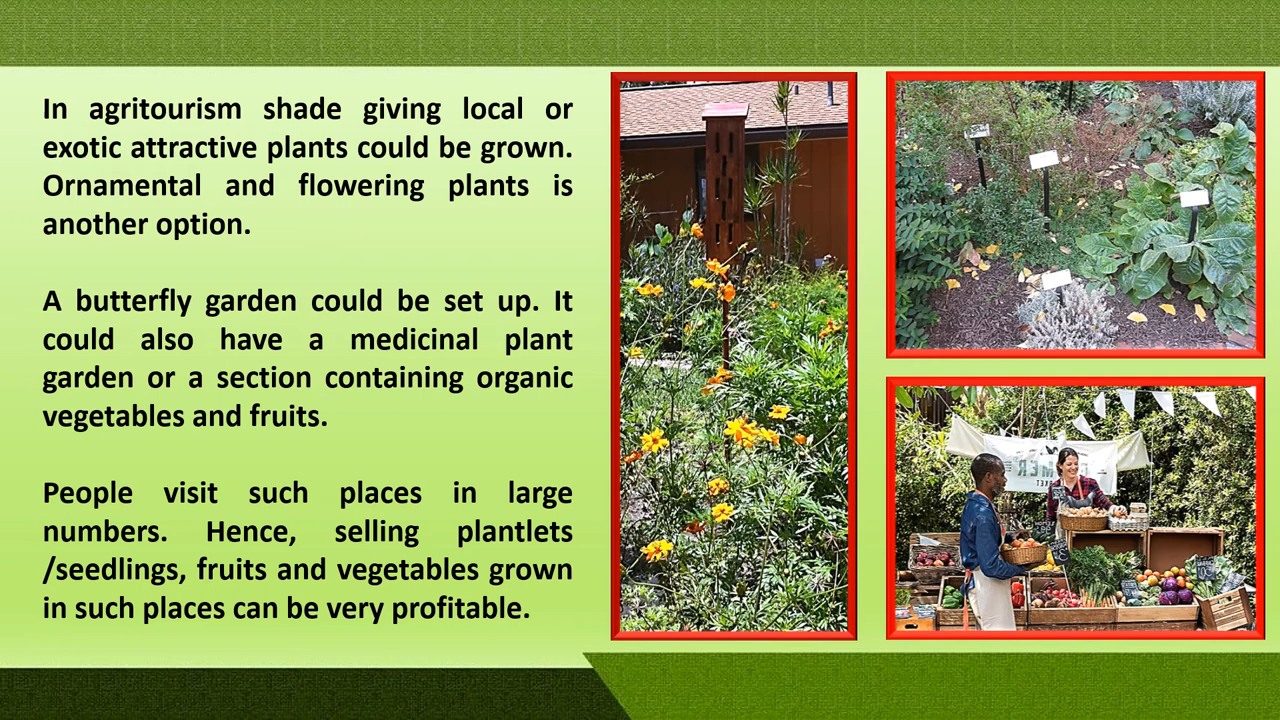 In agritourism shade giving local or
exotic attractive plants could be grown.
Ornamental and flowering plants is
another option.
A butterfly garden could be set up. It
could also have a medicinal plant
garden or a section containing organic
vegetables and fruits.
People visit such places in large
numbers. Hence, selling plantlets
/seedlings, fruits and vegetables grown
in such places can be very profitable.